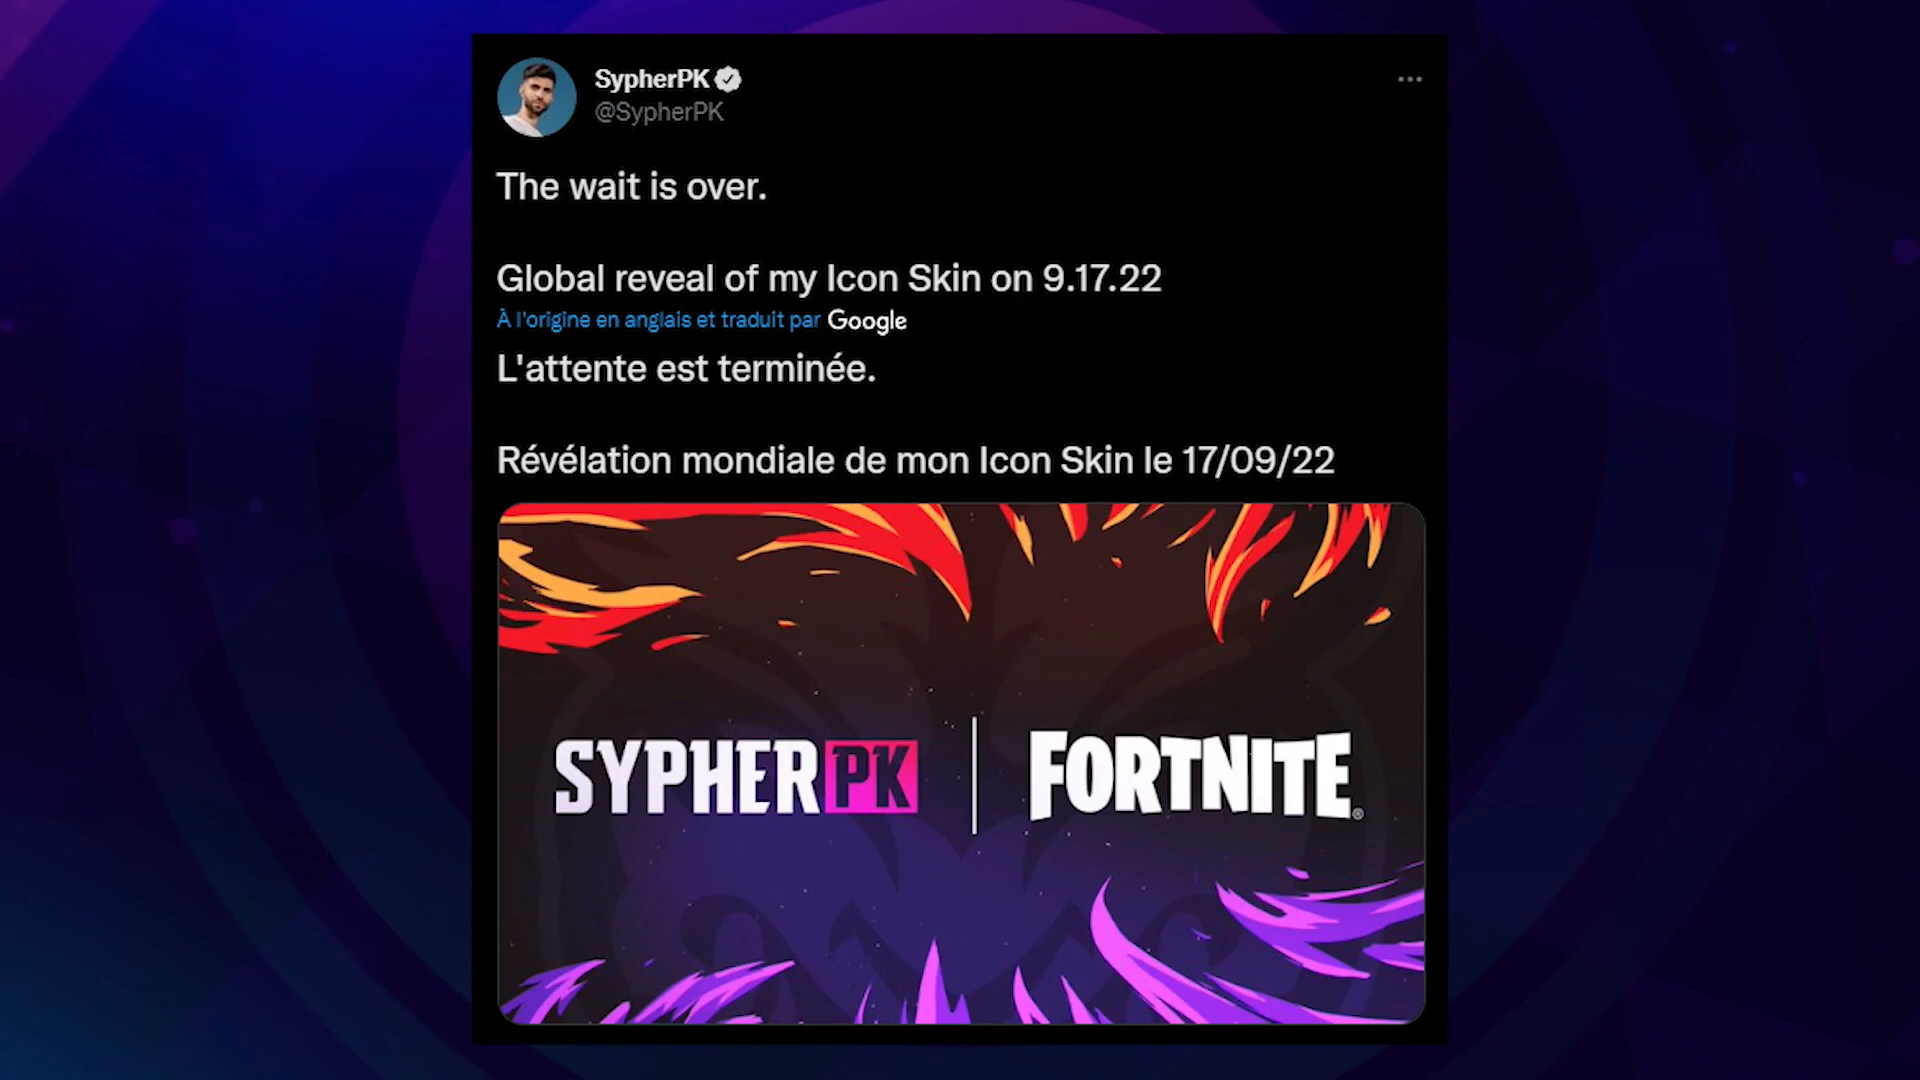 SypherPK
@SypherPK
The wait is over.
Global reveal of my Icon Skin on 9.17.22
À l'origine en anglais et traduit par Google
L'attente est terminée.
Révélation mondiale de mon Icon Skin le 17/09/22
SYPHERPK | FORTNITE®